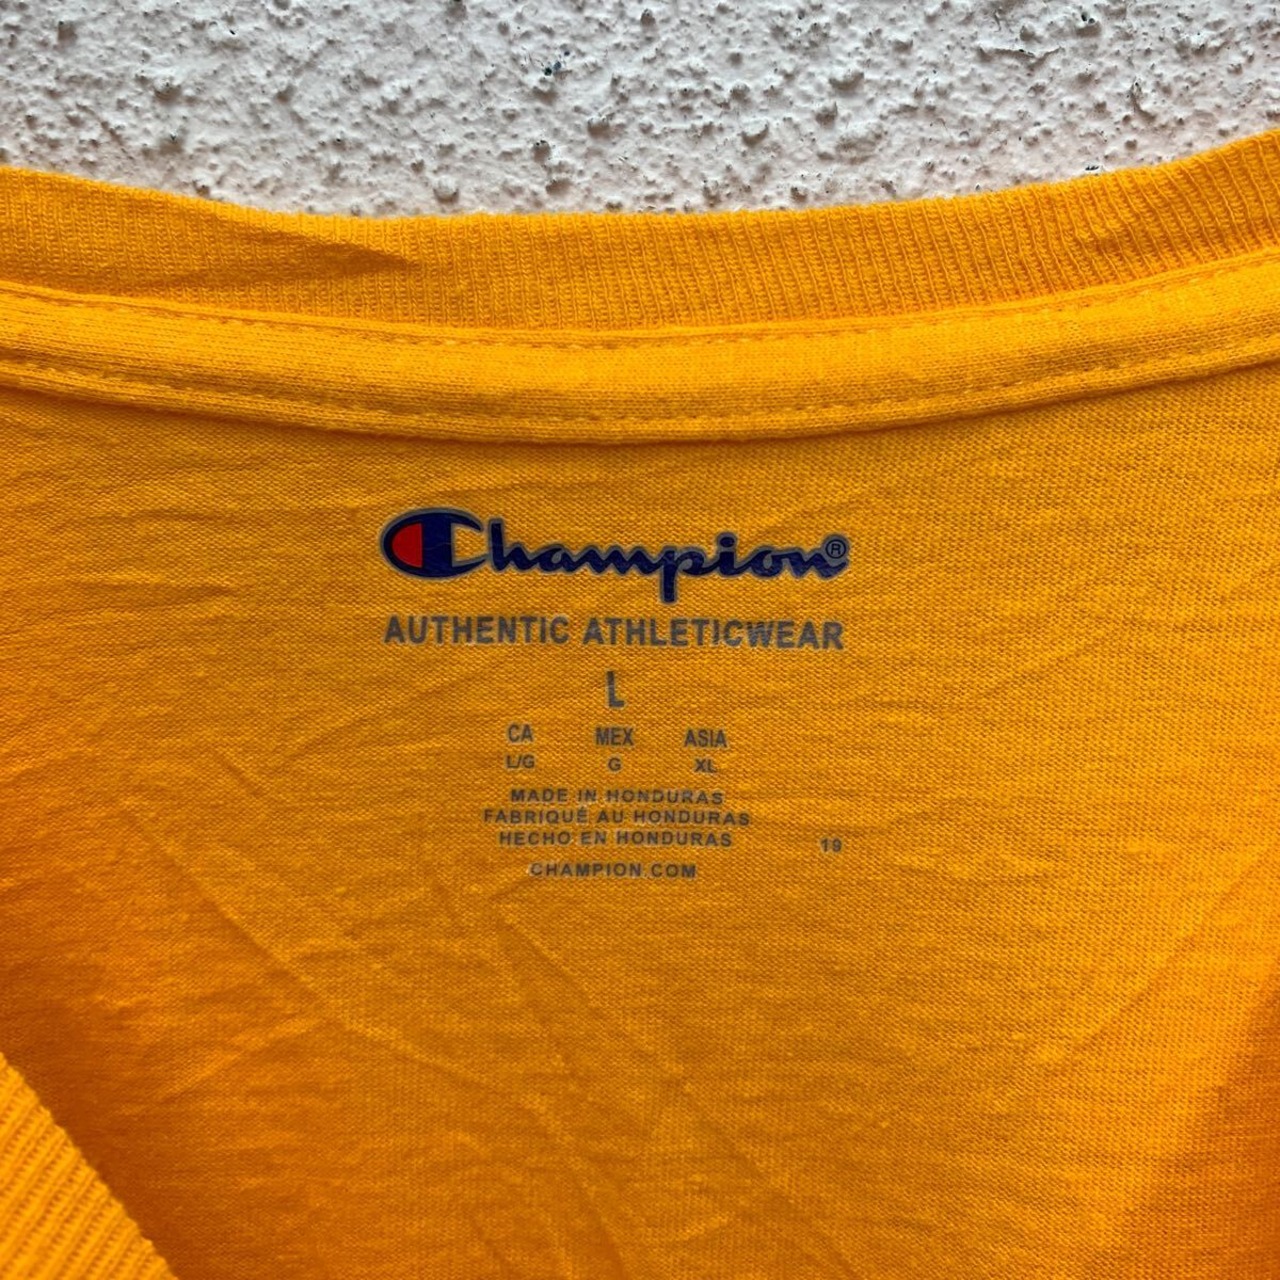 Champion®
AUTHENTIC ATHLETICWEAR
L
CA MEX ASIA
L/G G XL
MADE IN HONDURAS
FABRIQUÉ AU HONDURAS
HECHO EN HONDURAS 19
CHAMPION.COM